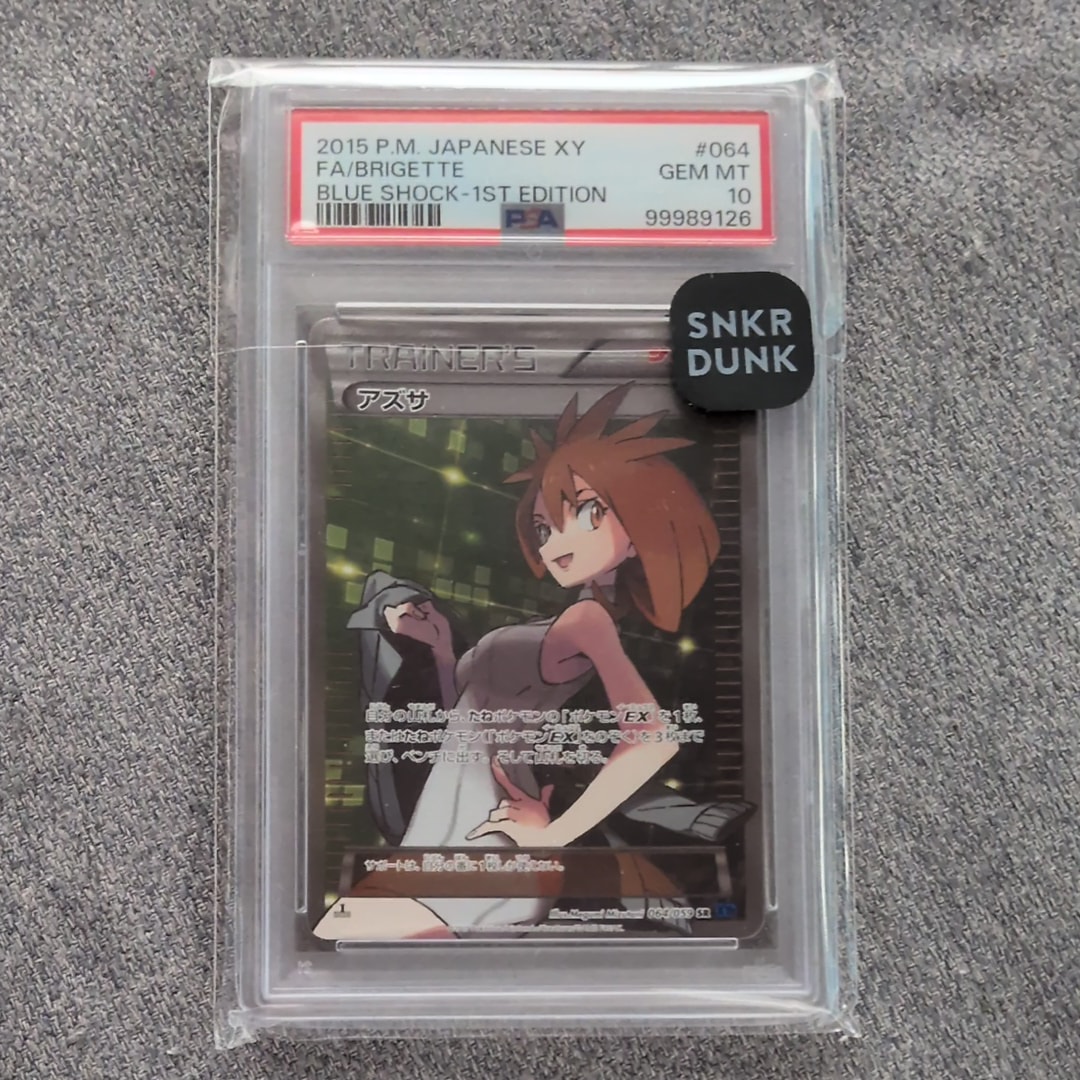 2015 P.M. JAPANESE XY #064
FA/BRIGETTE GEM MT
BLUE SHOCK-1ST EDITION 10
PSA 99989126
SNKR
DUNK
TRAINER'S
アズサ
自分の山札から、たねポケモンの「ポケモンEX」を1枚、
またはたねポケモン(「ポケモンEX」をのぞく)を3枚まで
選び、ベンチに出す。そして山札を切る。
サポートは、自分の番に1枚しか使えない。
Illus. Megumi Mizutani 064/059 SR